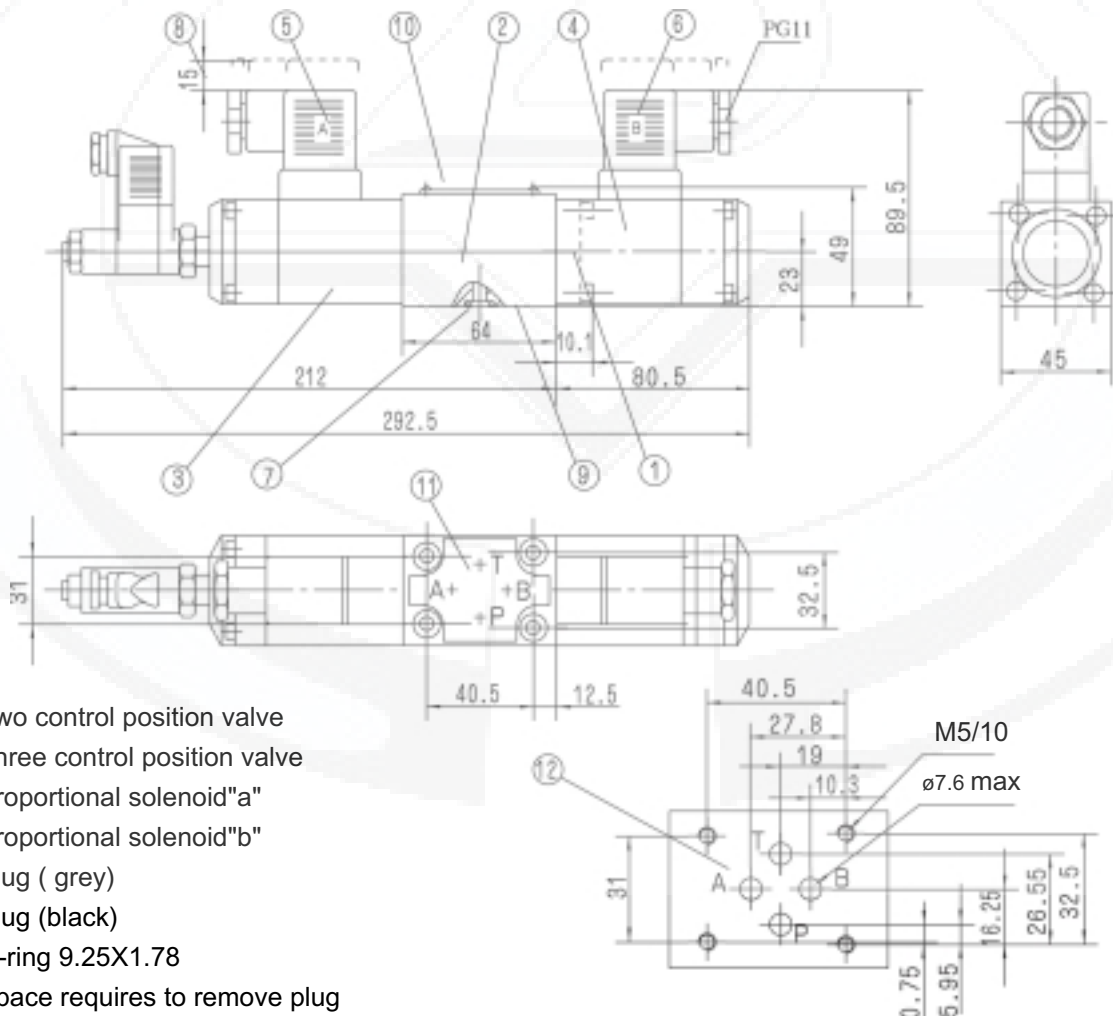 8 5 10 2 4 6 PG11
15
A B
49 89.5
23
64 10.1
212 80.5 45
292.5
3 7 9 1
11
31 T 32.5
A B
P
40.5 12.5
wo control position valve
hree control position valve
roportional solenoid"a"
roportional solenoid"b"
lug ( grey)
lug (black)
-ring 9.25X1.78
pace requires to remove plug
40.5
27.8 M5/10
12 19
10.3 ø7.6 max
T
31 A B 16.25 26.55 32.5
P
0.75 5.95